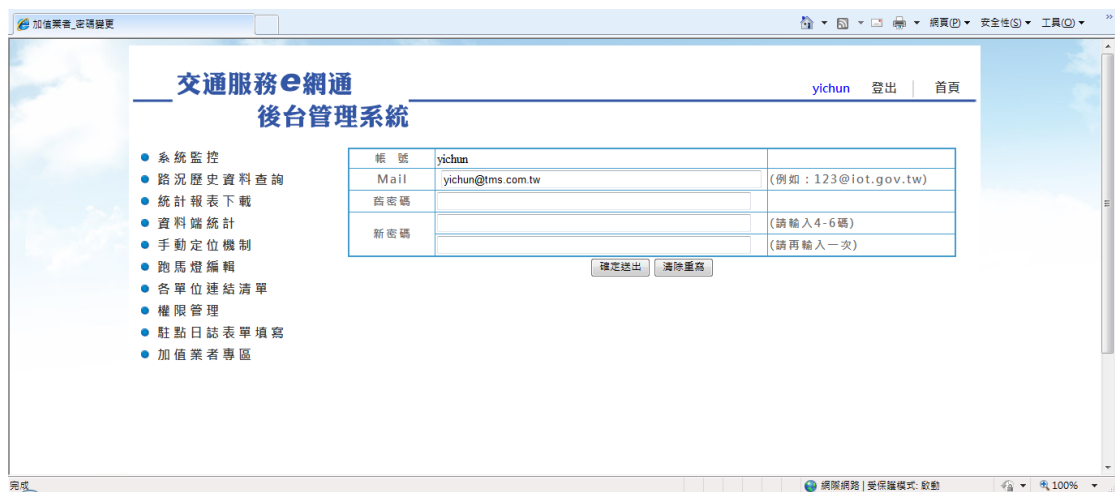 加值業者_密碼變更
網頁(P) 安全性(S) 工具(O) »
交通服務e網通
後台管理系統
yichun 登出 | 首頁
系統監控
路況歷史資料查詢
統計報表下載
資料端統計
手動定位機制
跑馬燈編輯
各單位連結清單
權限管理
駐點日誌表單填寫
加值業者專區
帳 號 yichun
Mail yichun@tms.com.tw (例如：123@iot.gov.tw)
舊密碼
新密碼 (請輸入4-6碼)
(請再輸入一次)
確定送出 清除重寫
完成 網際網路 | 受保護模式: 啟動 100%